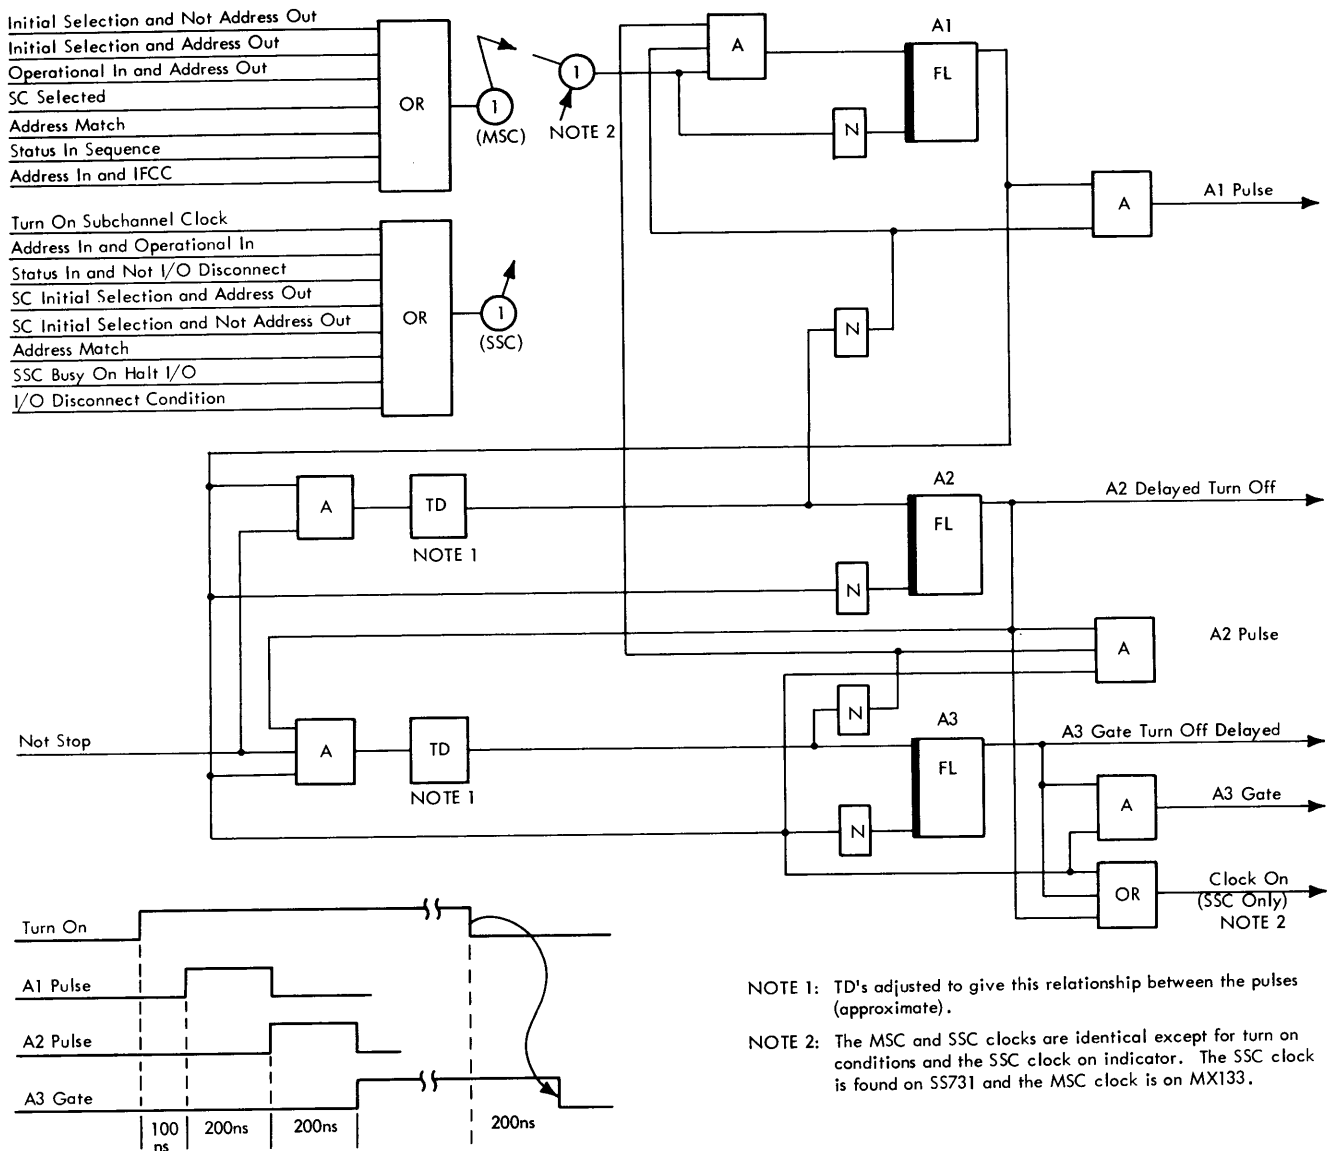 Initial Selection and Not Address Out
Initial Selection and Address Out
Operational In and Address Out
SC Selected
Address Match
Status In Sequence
Address In and IFCC
OR
1
(MSC)
1
NOTE 2
A
A1
FL
N
A
A1 Pulse
Turn On Subchannel Clock
Address In and Operational In
Status In and Not I/O Disconnect
SC Initial Selection and Address Out
SC Initial Selection and Not Address Out
Address Match
SSC Busy On Halt I/O
I/O Disconnect Condition
OR
1
(SSC)
N
A
TD
NOTE 1
A2
FL
N
A2 Delayed Turn Off
A
A2 Pulse
Not Stop
A
TD
NOTE 1
N
A3
FL
N
A3 Gate Turn Off Delayed
A
A3 Gate
OR
Clock On
(SSC Only)
NOTE 2
Turn On
A1 Pulse
A2 Pulse
A3 Gate
100
ns
200ns
200ns
200ns
NOTE 1: TD's adjusted to give this relationship between the pulses
(approximate).
NOTE 2: The MSC and SSC clocks are identical except for turn on
conditions and the SSC clock on indicator. The SSC clock
is found on SS731 and the MSC clock is on MX133.